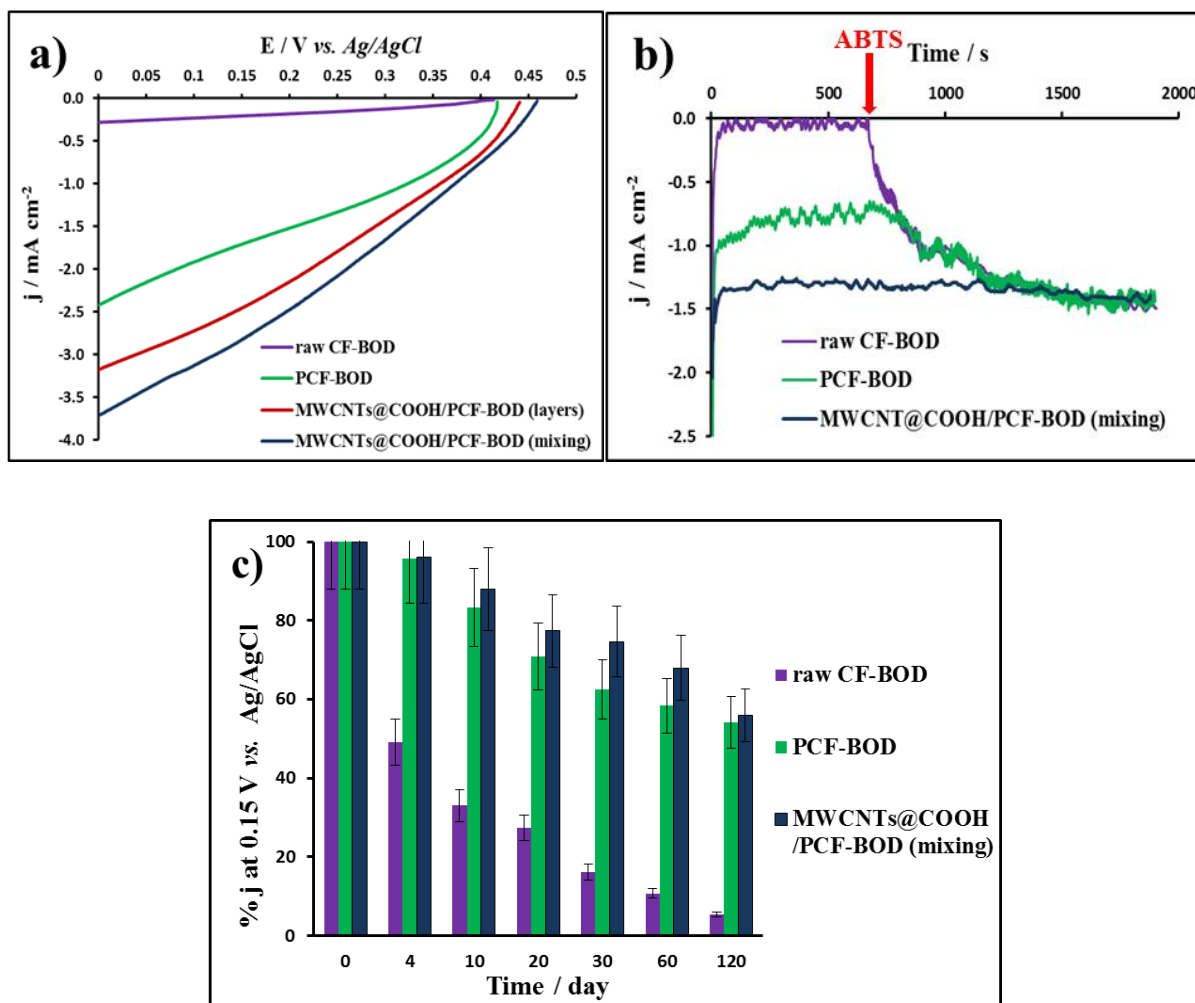 a)
E / V vs. Ag/AgCl
0 0.05 0.1 0.15 0.2 0.25 0.3 0.35 0.4 0.45 0.5
0.0
-0.5
-1.0
-1.5
-2.0
-2.5
-3.0
-3.5
-4.0
j / mA cm-2
raw CF-BOD
PCF-BOD
MWCNTs@COOH/PCF-BOD (layers)
MWCNTs@COOH/PCF-BOD (mixing)
b)
ABTS
Time / s
0 500 1000 1500 2000
0.0
-0.5
-1.0
-1.5
-2.0
-2.5
j / mA cm-2
raw CF-BOD
PCF-BOD
MWCNT@COOH/PCF-BOD (mixing)
c)
100
80
60
40
20
0
% j at 0.15 V vs. Ag/AgCl
0 4 10 20 30 60 120
Time / day
raw CF-BOD
PCF-BOD
MWCNTs@COOH
/PCF-BOD (mixing)